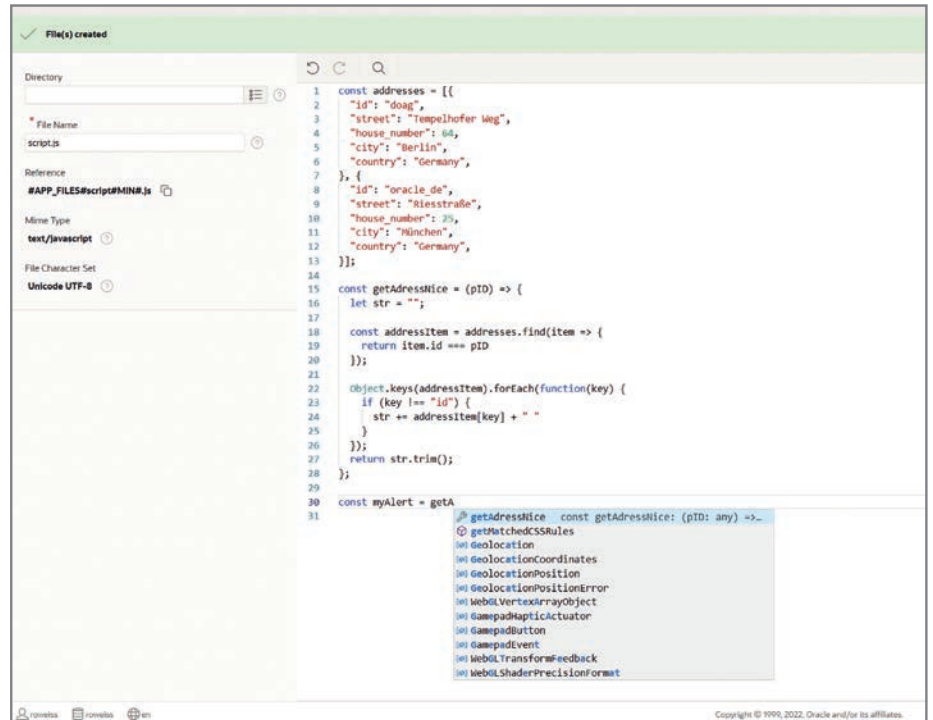 File(s) created
Directory
* File Name
script.js
Reference
#APP_FILES#script#MIN#.js
Mime Type
text/javascript
File Character Set
Unicode UTF-8
1 const addresses = [{
2 "id": "doag",
3 "street": "Tempelhofer Weg",
4 "house_number": 64,
5 "city": "Berlin",
6 "country": "Germany",
7 }, {
8 "id": "oracle_de",
9 "street": "Riesstraße",
10 "house_number": 25,
11 "city": "München",
12 "country": "Germany",
13 }];
14
15 const getAdressNice = (pID) => {
16 let str = "";
17
18 const addressItem = addresses.find(item => {
19 return item.id === pID
20 });
21
22 Object.keys(addressItem).forEach(function(key) {
23 if (key !== "id") {
24 str += addressItem[key] + " "
25 }
26 });
27 return str.trim();
28 };
29
30 const myAlert = getA
31
getAdressNice const getAdressNice: (pID: any) =>…
getMatchedCSSRules
Geolocation
GeolocationCoordinates
GeolocationPosition
GeolocationPositionError
WebGLVertexArrayObject
GamepadHapticActuator
GamepadButton
GamepadEvent
WebGLTransformFeedback
WebGLShaderPrecisionFormat
roweiss roweiss en
Copyright © 1999, 2022, Oracle and/or its affiliates.